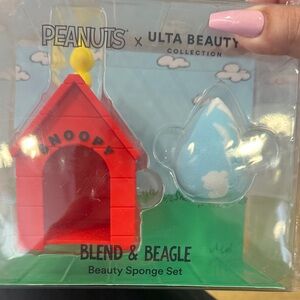 PEANUTS x ULTA BEAUTY
COLLECTION
SNOOPY
BLEND & BEAGLE
Beauty Sponge Set